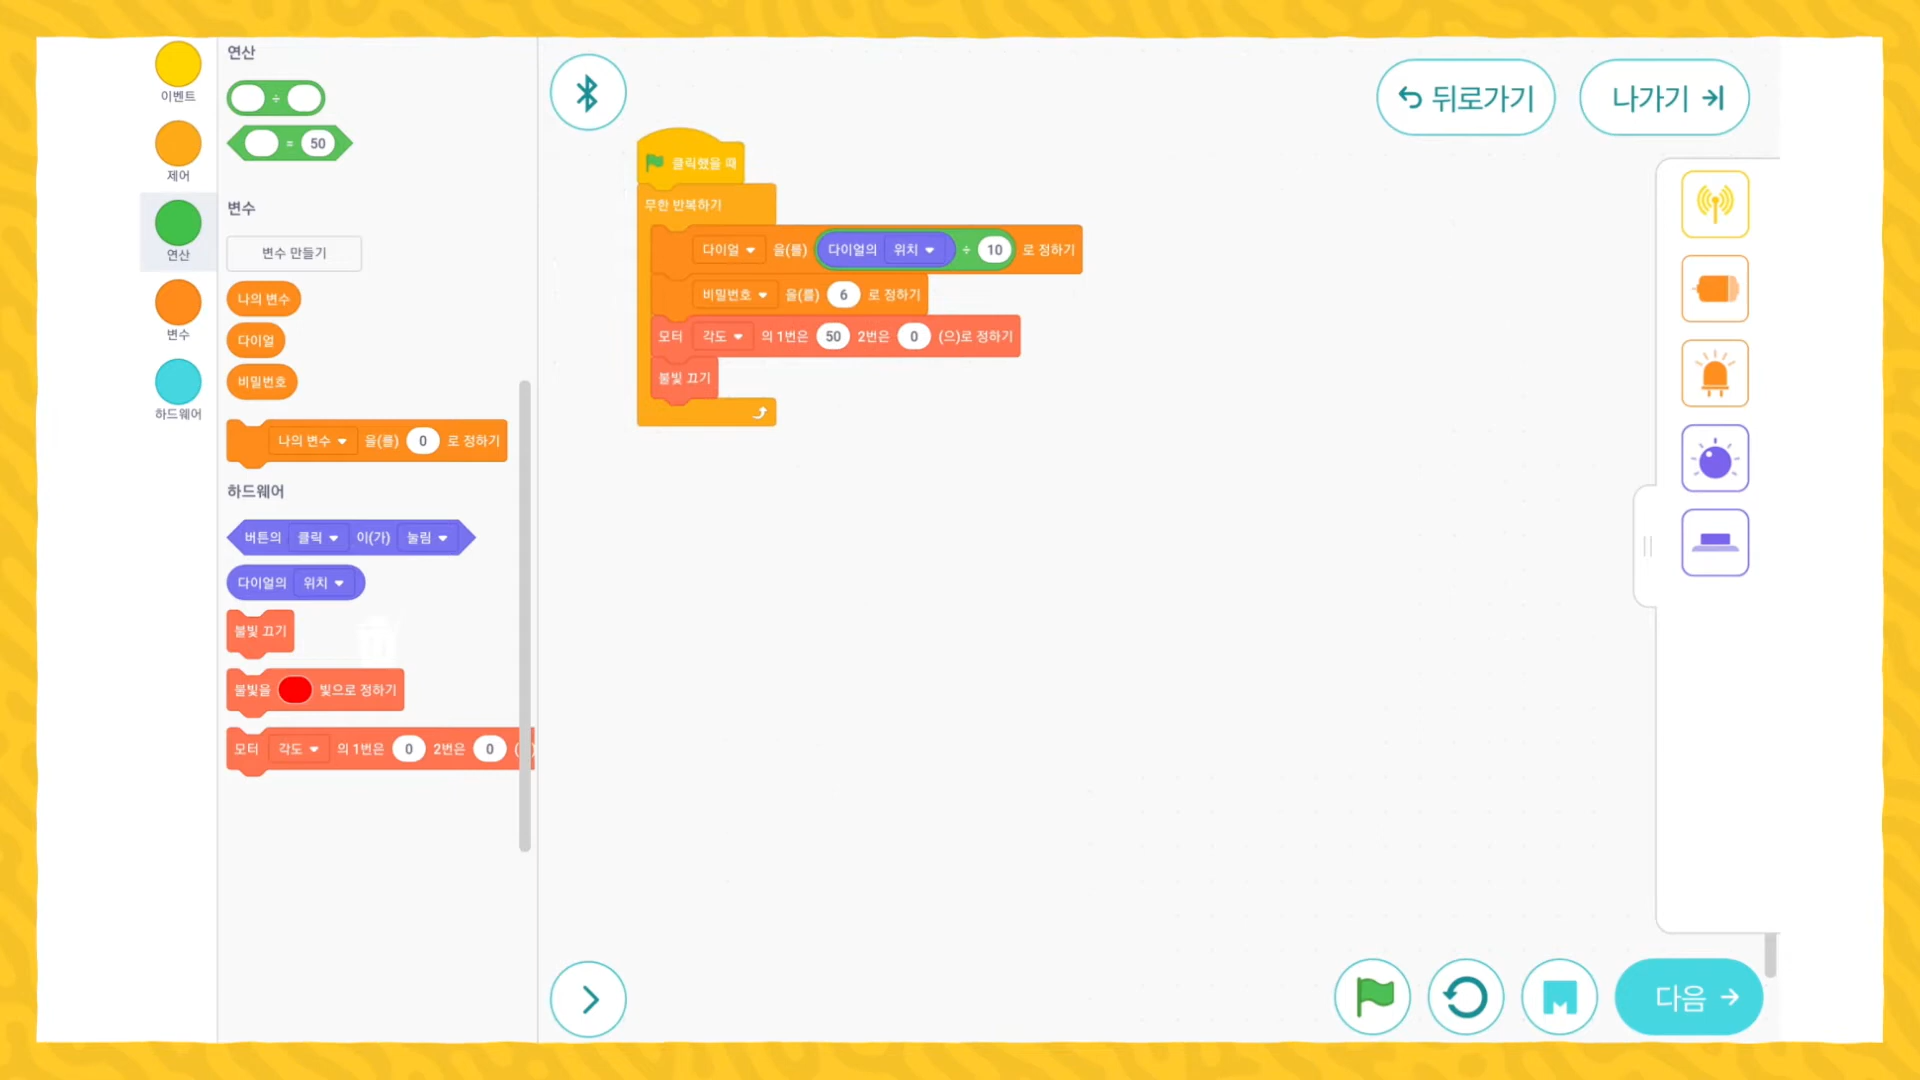 이벤트
제어
연산
변수
하드웨어
연산
÷
= 50
변수
변수 만들기
나의 변수
다이얼
비밀번호
나의 변수 을(를) 0 로 정하기
하드웨어
버튼의 클릭 이(가) 눌림
다이얼의 위치
불빛 끄기
불빛을 빛으로 정하기
모터 각도 의 1번은 0 2번은 0
뒤로가기
나가기
클릭했을 때
무한 반복하기
다이얼 을(를) 다이얼의 위치 ÷ 10 로 정하기
비밀번호 을(를) 6 로 정하기
모터 각도 의 1번은 50 2번은 0 (으)로 정하기
불빛 끄기
다음